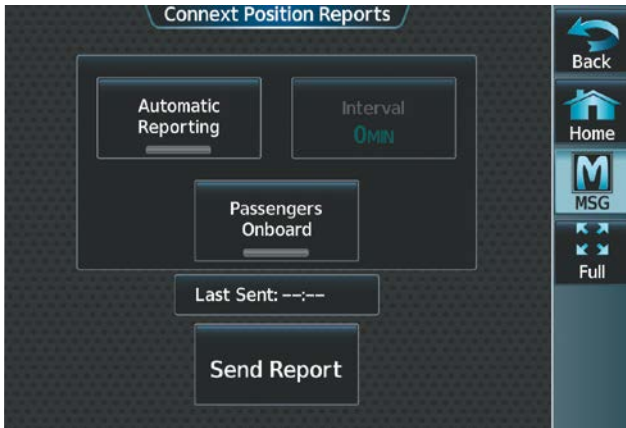 Connext Position Reports
Back
Automatic
Reporting
Interval
0MIN
Home
MSG
Passengers
Onboard
Full
Last Sent: --:--
Send Report